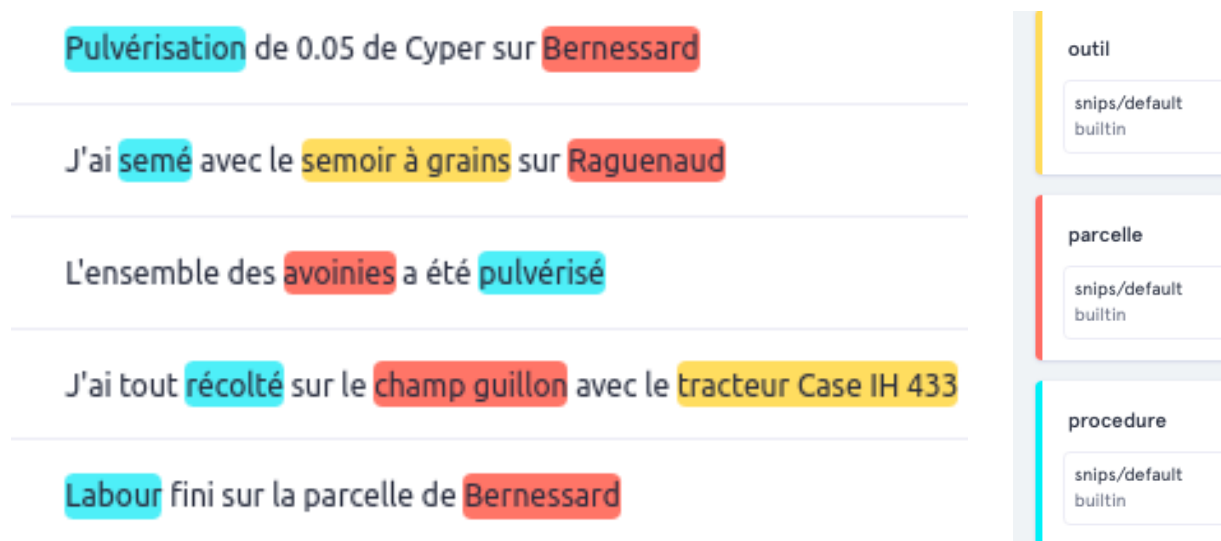 Pulvérisation de 0.05 de Cyper sur Bernessard
J'ai semé avec le semoir à grains sur Raguenaud
L'ensemble des avoinies a été pulvérisé
J'ai tout récolté sur le champ guillon avec le tracteur Case IH 433
Labour fini sur la parcelle de Bernessard
outil
snips/default
builtin
parcelle
snips/default
builtin
procedure
snips/default
builtin